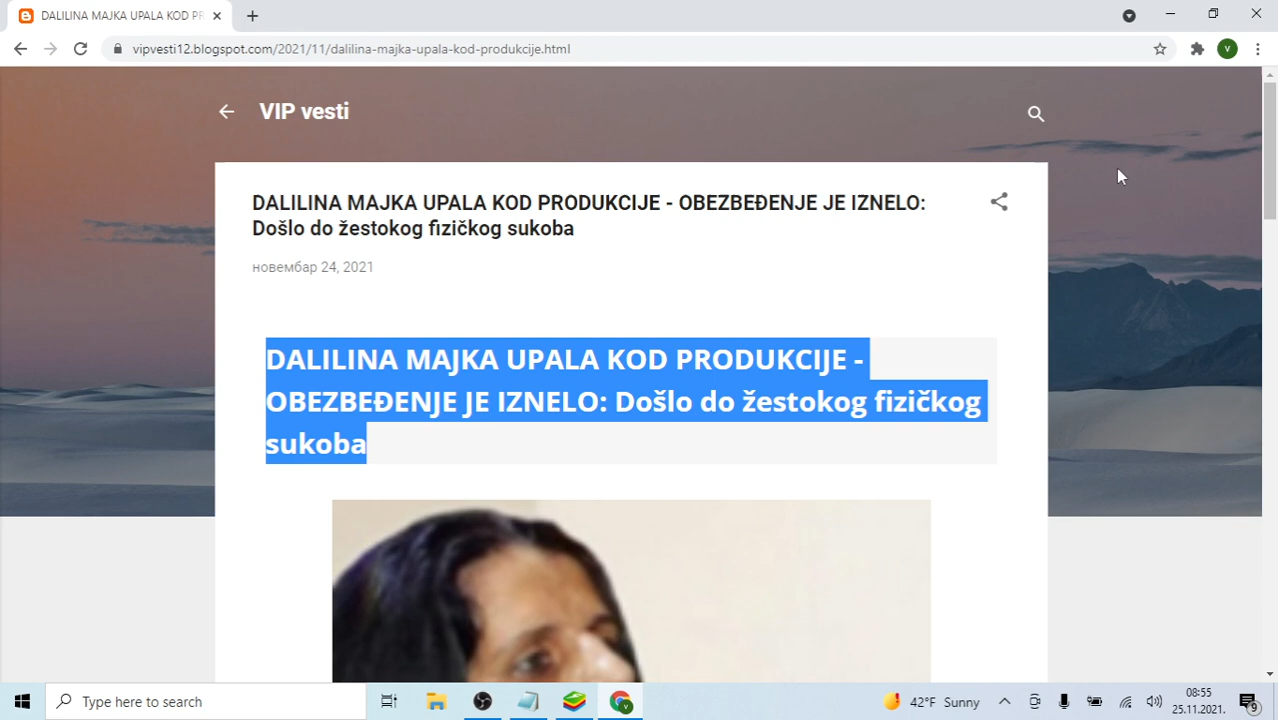 DALILINA MAJKA UPALA KOD PR
vipvesti12.blogspot.com/2021/11/dalilina-majka-upala-kod-produkcije.html
V
VIP vesti
DALILINA MAJKA UPALA KOD PRODUKCIJE - OBEZBEĐENJE JE IZNELO:
Došlo do žestokog fizičkog sukoba
новембар 24, 2021
DALILINA MAJKA UPALA KOD PRODUKCIJE -
OBEZBEĐENJE JE IZNELO: Došlo do žestokog fizičkog
sukoba
Type here to search
42°F Sunny
08:55
25.11.2021.
9